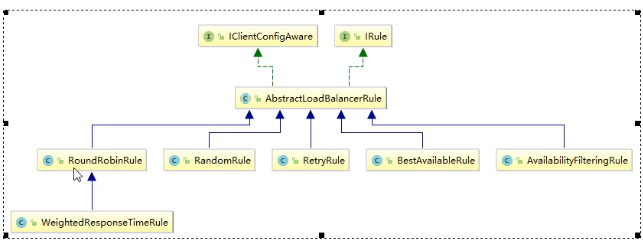 I IClientConfigAware
I IRule
C AbstractLoadBalancerRule
C RoundRobinRule
C RandomRule
C RetryRule
C BestAvailableRule
C AvailabilityFilteringRule
C WeightedResponseTimeRule